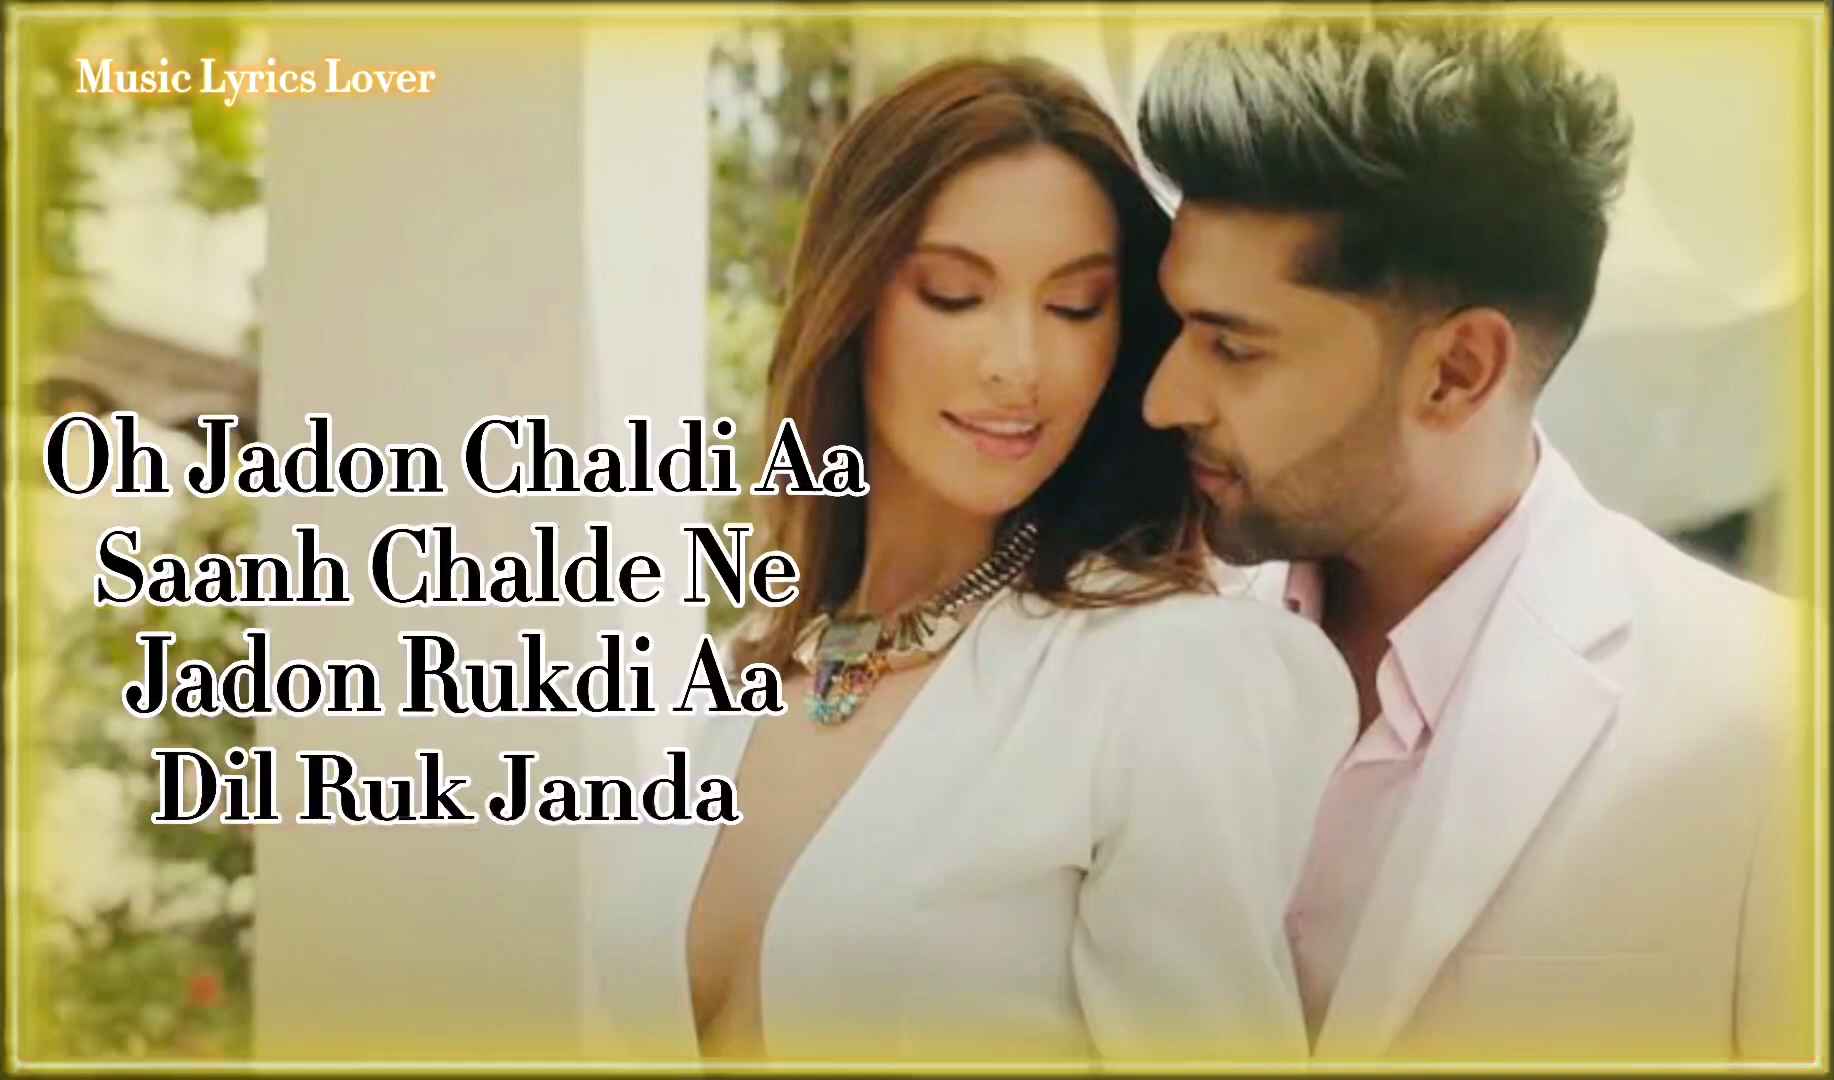 Music Lyrics Lover
Oh Jadon Chaldi Aa
Saanh Chalde Ne
Jadon Rukdi Aa
Dil Ruk Janda